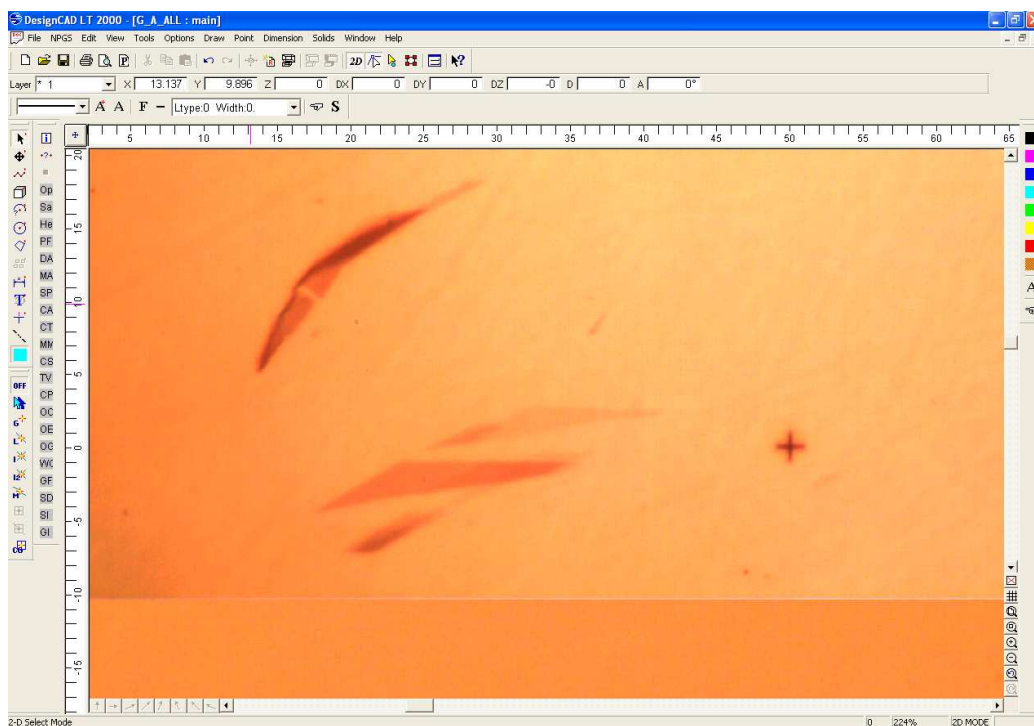 DesignCAD LT 2000 - [G_A_ALL : main]
File NPGS Edit View Tools Options Draw Point Dimension Solids Window Help
2D
Layer * 1 X 13.137 Y 9.896 Z 0 DX 0 DY 0 DZ -0 D 0 A 0°
A A F Ltype:0 Width:0. S
5 10 15 20 25 30 35 40 45 50 55 60 65
20
15
10
5
0
-5
-10
-15
Op
Sa
He
PF
DA
MA
SP
CA
CT
MM
CS
TV
CP
OC
OE
OG
WC
GF
SD
SI
GI
OFF
2-D Select Mode 0 224% 2D MODE